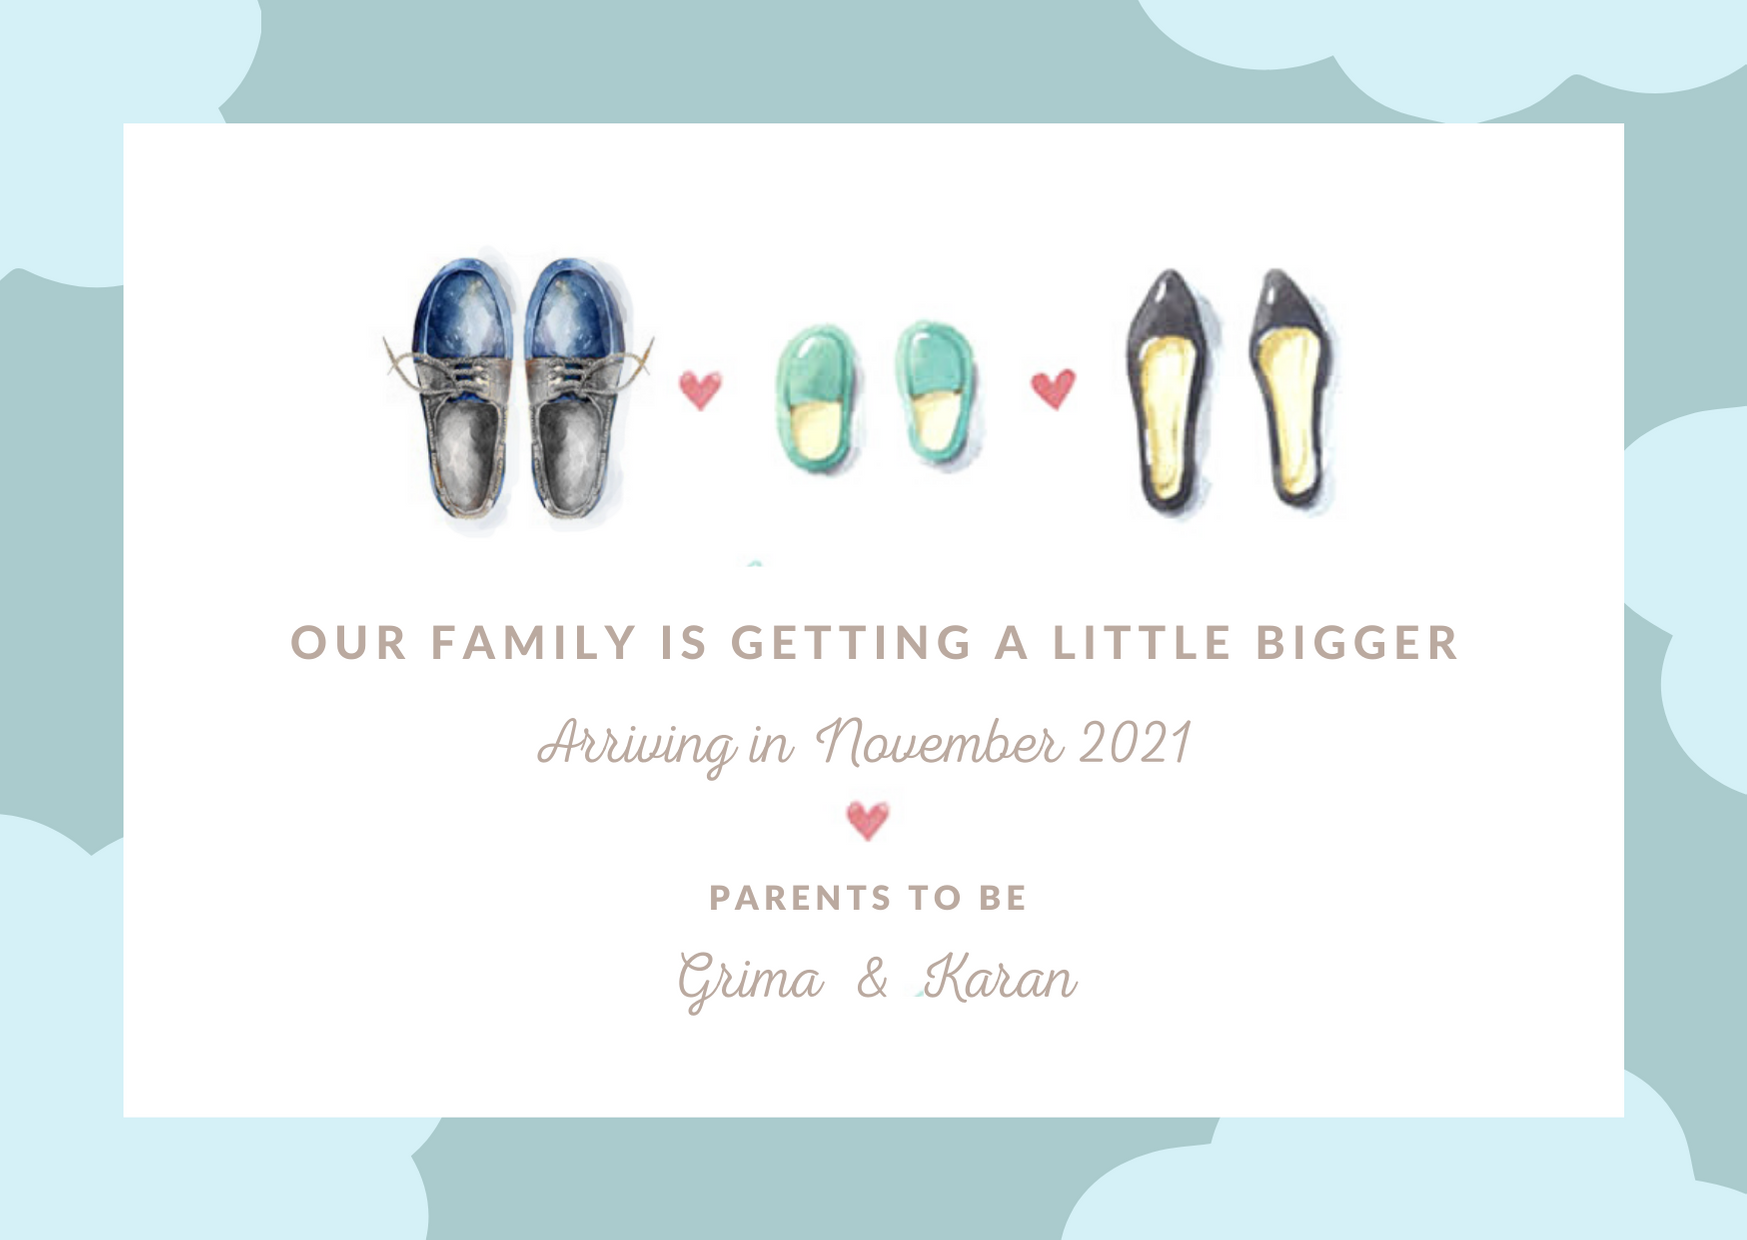 OUR FAMILY IS GETTING A LITTLE BIGGER
Arriving in November 2021
PARENTS TO BE
Grima & Karan